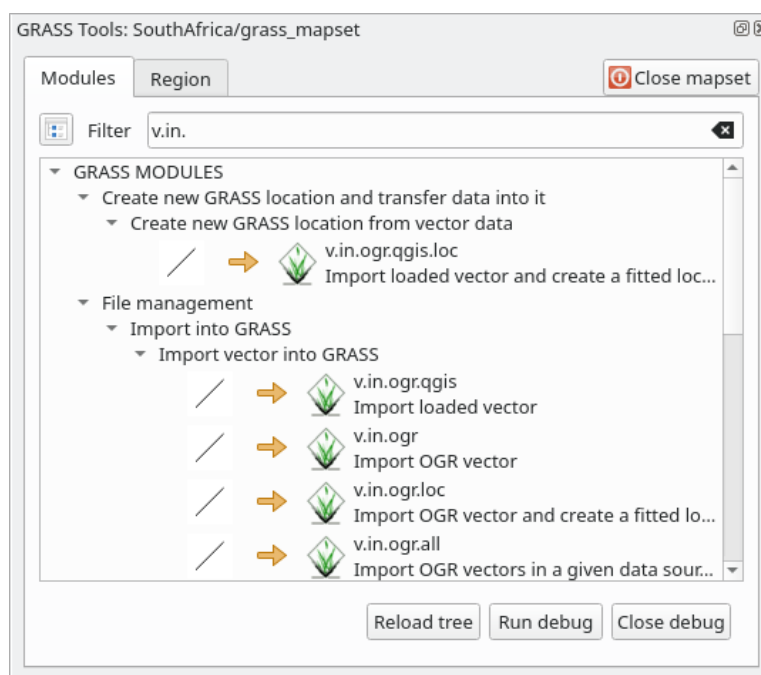 GRASS Tools: SouthAfrica/grass_mapset
Modules
Region
Close mapset
Filter
v.in.
GRASS MODULES
Create new GRASS location and transfer data into it
Create new GRASS location from vector data
v.in.ogr.qgis.loc
Import loaded vector and create a fitted loc...
File management
Import into GRASS
Import vector into GRASS
v.in.ogr.qgis
Import loaded vector
v.in.ogr
Import OGR vector
v.in.ogr.loc
Import OGR vector and create a fitted lo...
v.in.ogr.all
Import OGR vectors in a given data sour...
Reload tree
Run debug
Close debug